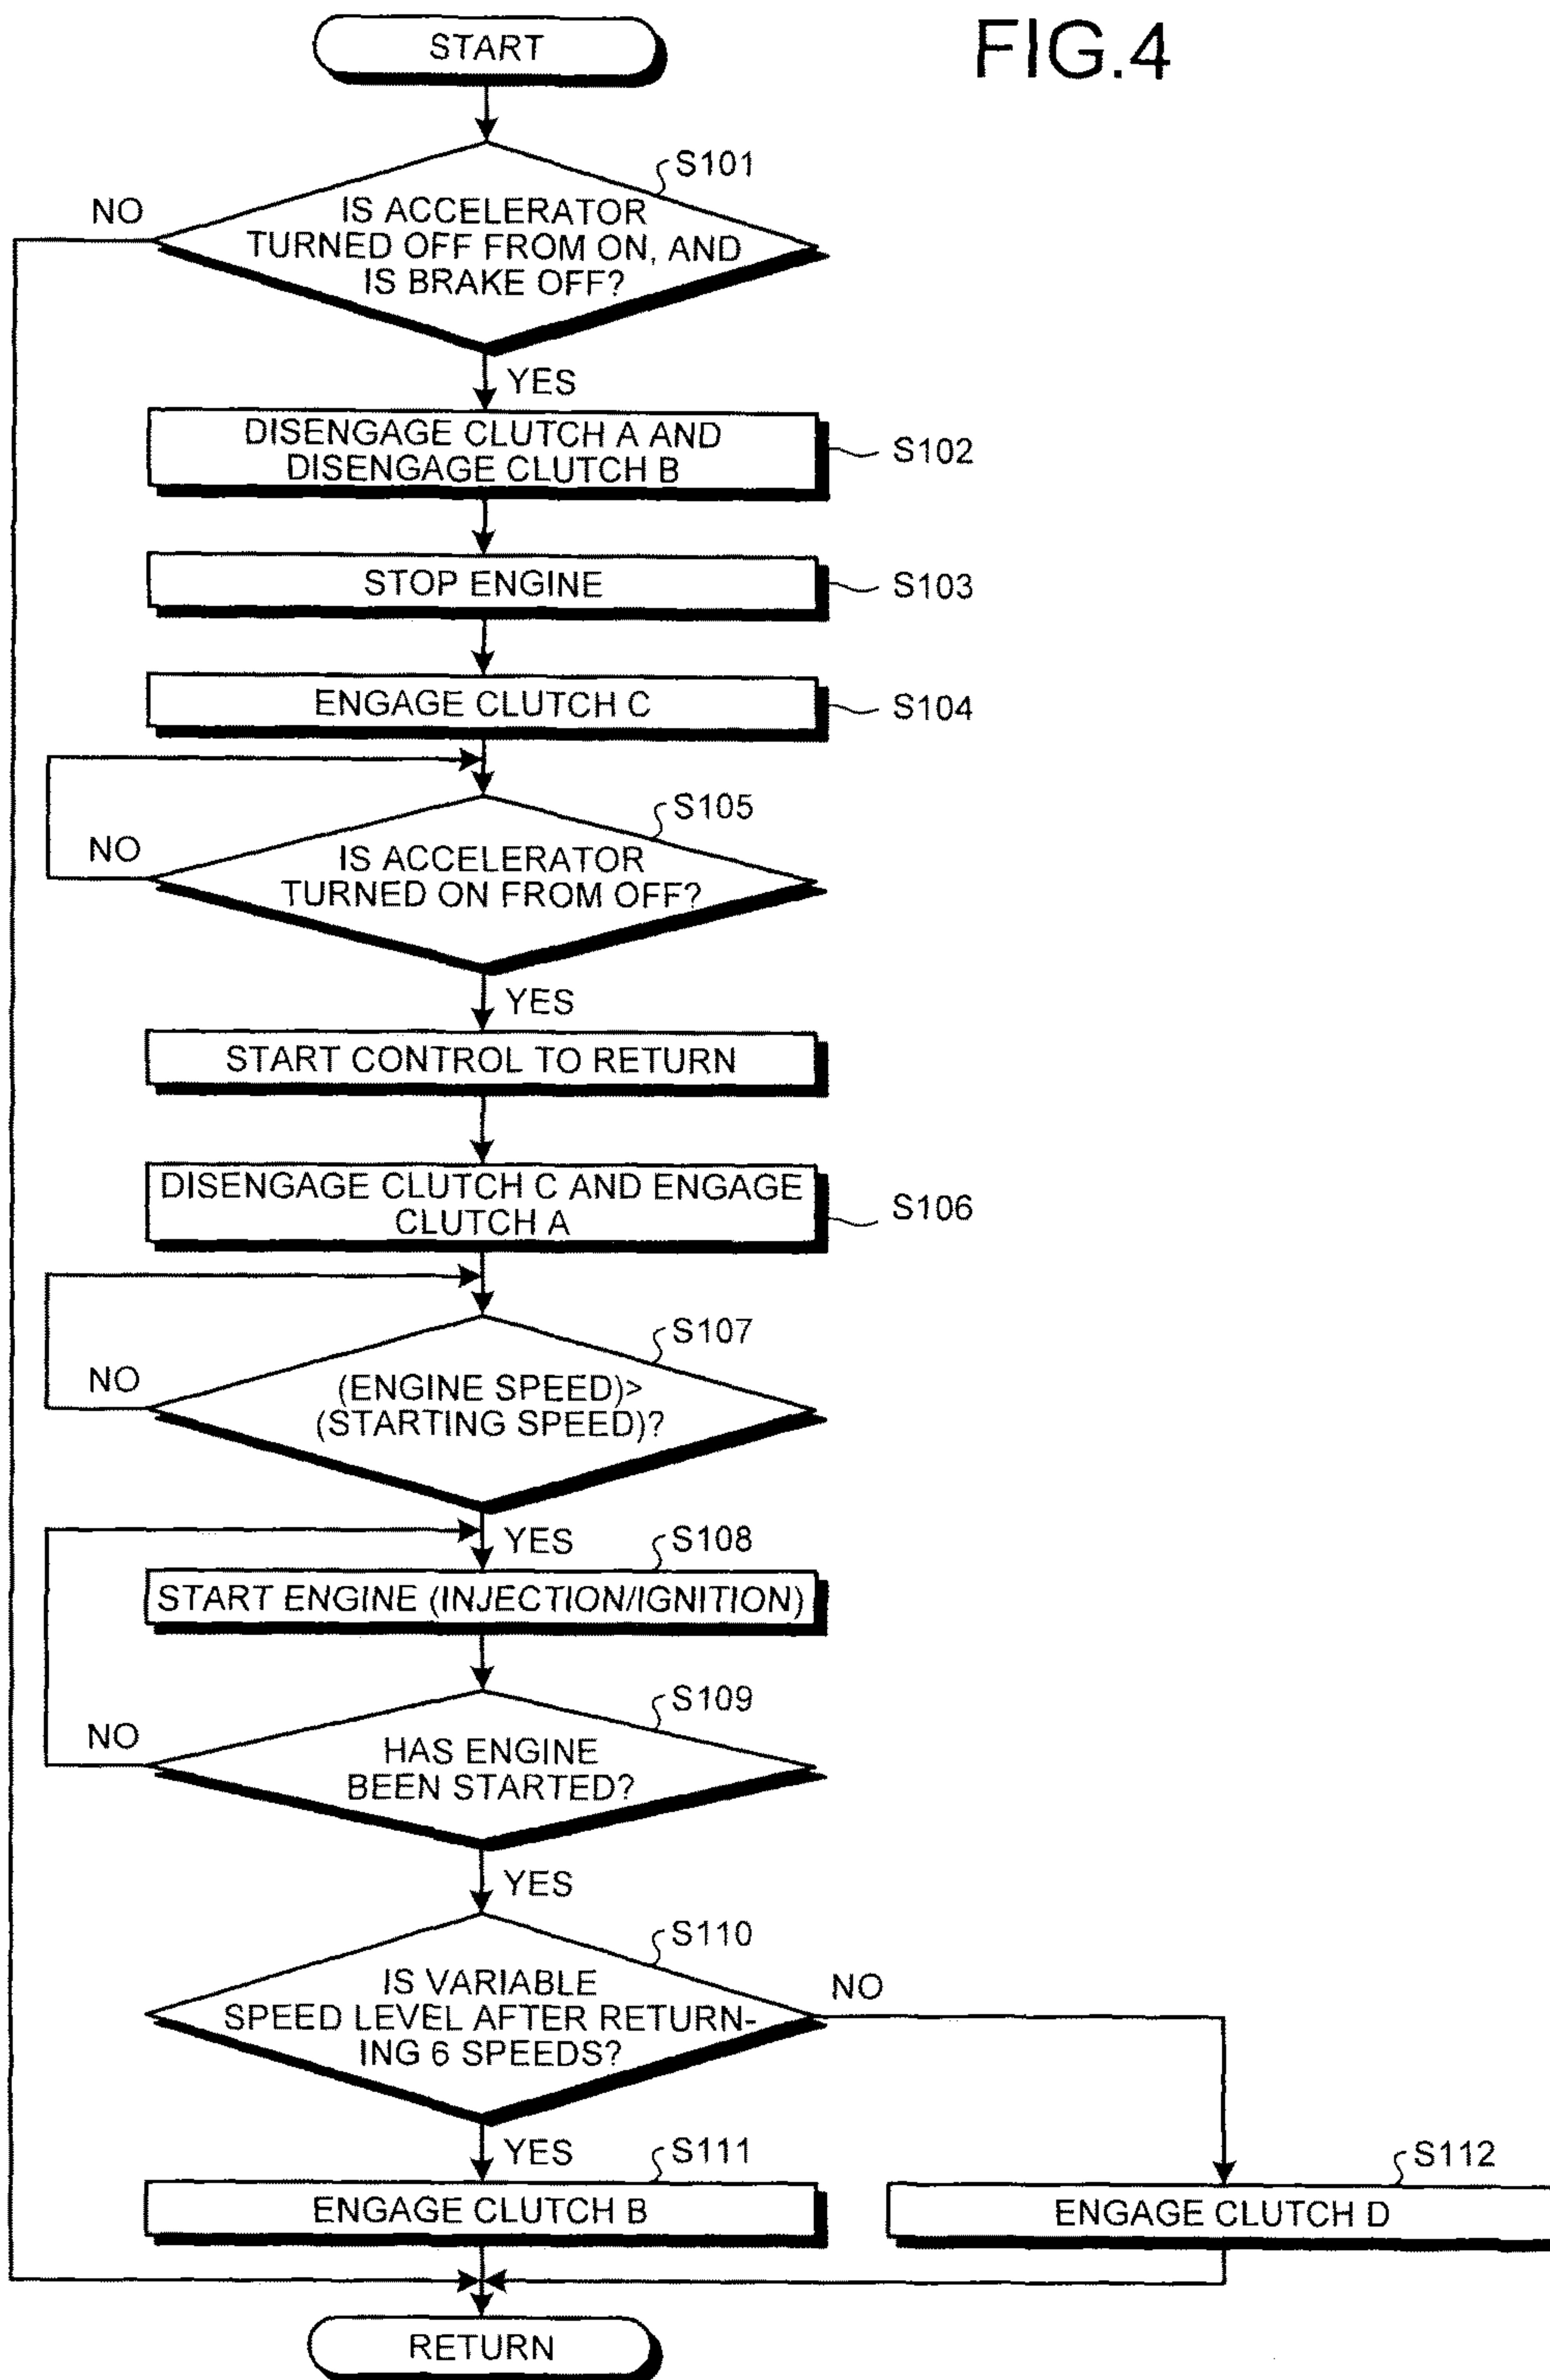 FIG.4
START
S101
NO
IS ACCELERATOR
TURNED OFF FROM ON, AND
IS BRAKE OFF?
YES
DISENGAGE CLUTCH A AND
DISENGAGE CLUTCH B
S102
STOP ENGINE
S103
ENGAGE CLUTCH C
S104
S105
NO
IS ACCELERATOR
TURNED ON FROM OFF?
YES
START CONTROL TO RETURN
DISENGAGE CLUTCH C AND ENGAGE
CLUTCH A
S106
S107
NO
(ENGINE SPEED)>
(STARTING SPEED)?
YES
S108
START ENGINE (INJECTION/IGNITION)
S109
NO
HAS ENGINE
BEEN STARTED?
YES
S110
IS VARIABLE
SPEED LEVEL AFTER RETURN-
ING 6 SPEEDS?
NO
YES
S111
ENGAGE CLUTCH B
S112
ENGAGE CLUTCH D
RETURN